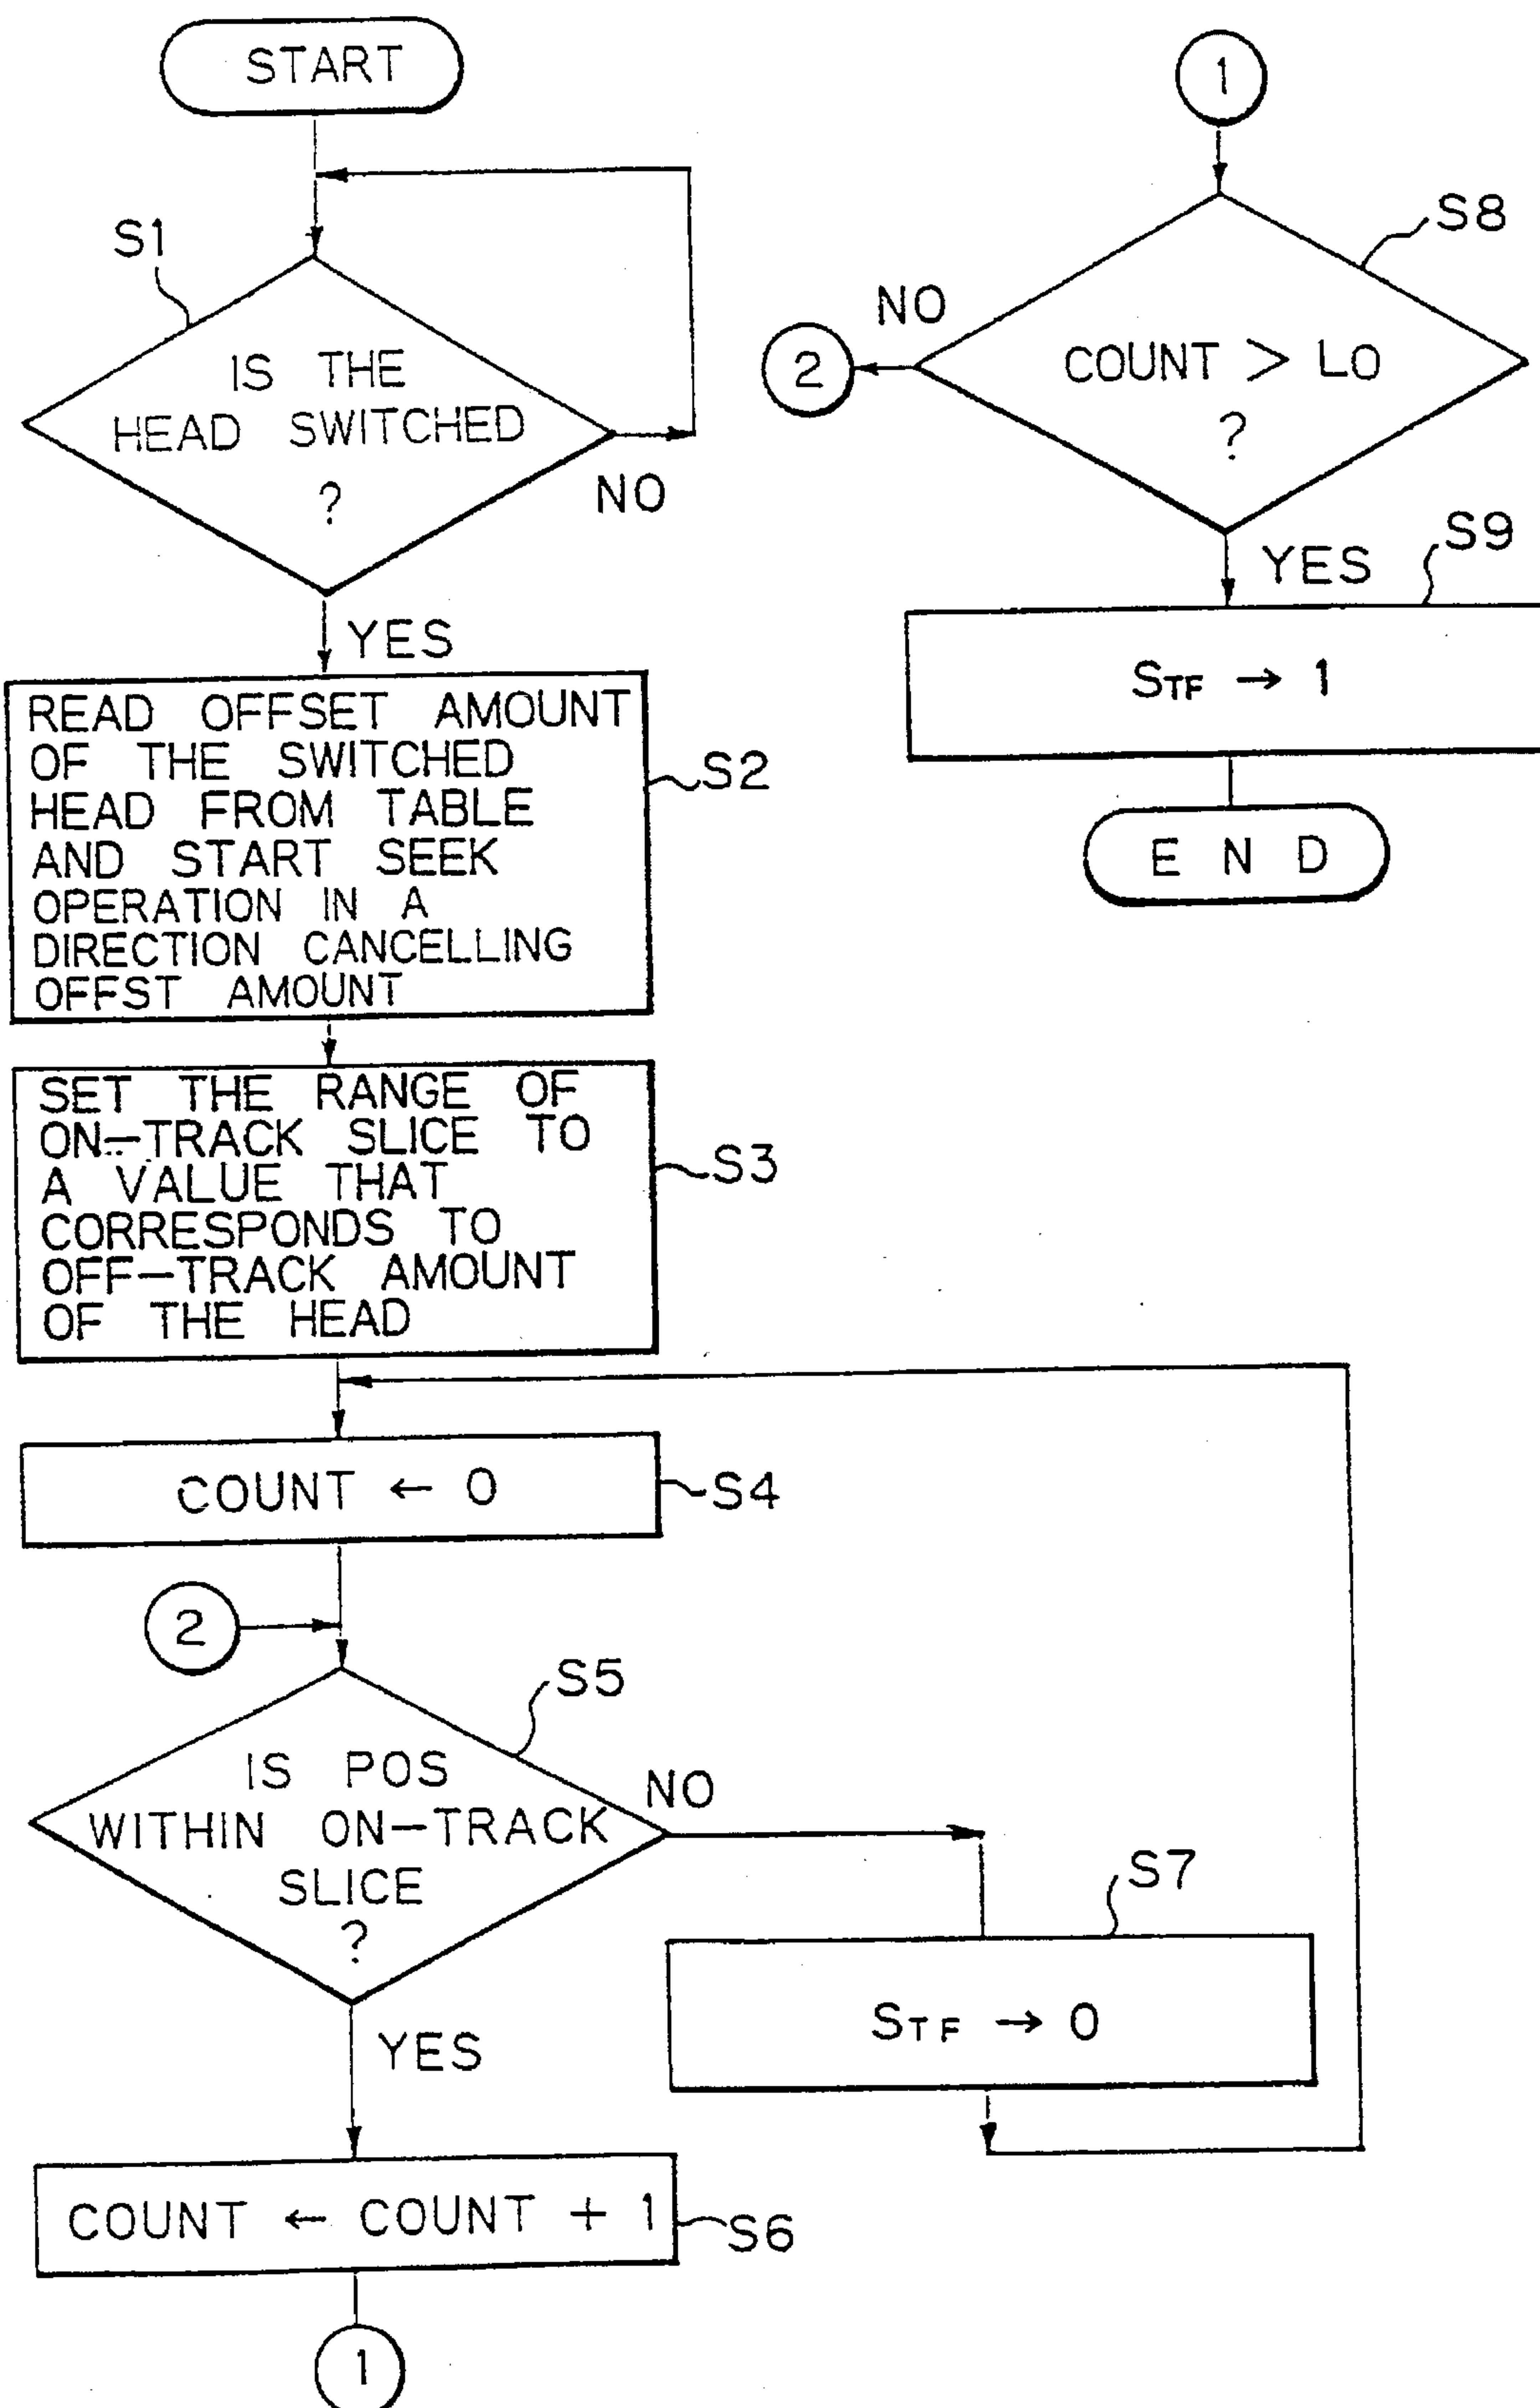 START
S1
IS THE
HEAD SWITCHED
?
NO
YES
READ OFFSET AMOUNT
OF THE SWITCHED
HEAD FROM TABLE
AND START SEEK
OPERATION IN A
DIRECTION CANCELLING
OFFST AMOUNT
S2
SET THE RANGE OF
ON-TRACK SLICE TO
A VALUE THAT
CORRESPONDS TO
OFF-TRACK AMOUNT
OF THE HEAD
S3
COUNT ← 0
S4
2
S5
IS POS
WITHIN ON-TRACK
SLICE
?
NO
YES
S7
STF → 0
COUNT ← COUNT + 1
S6
1
1
S8
COUNT > LO
?
NO
2
YES
S9
STF → 1
END